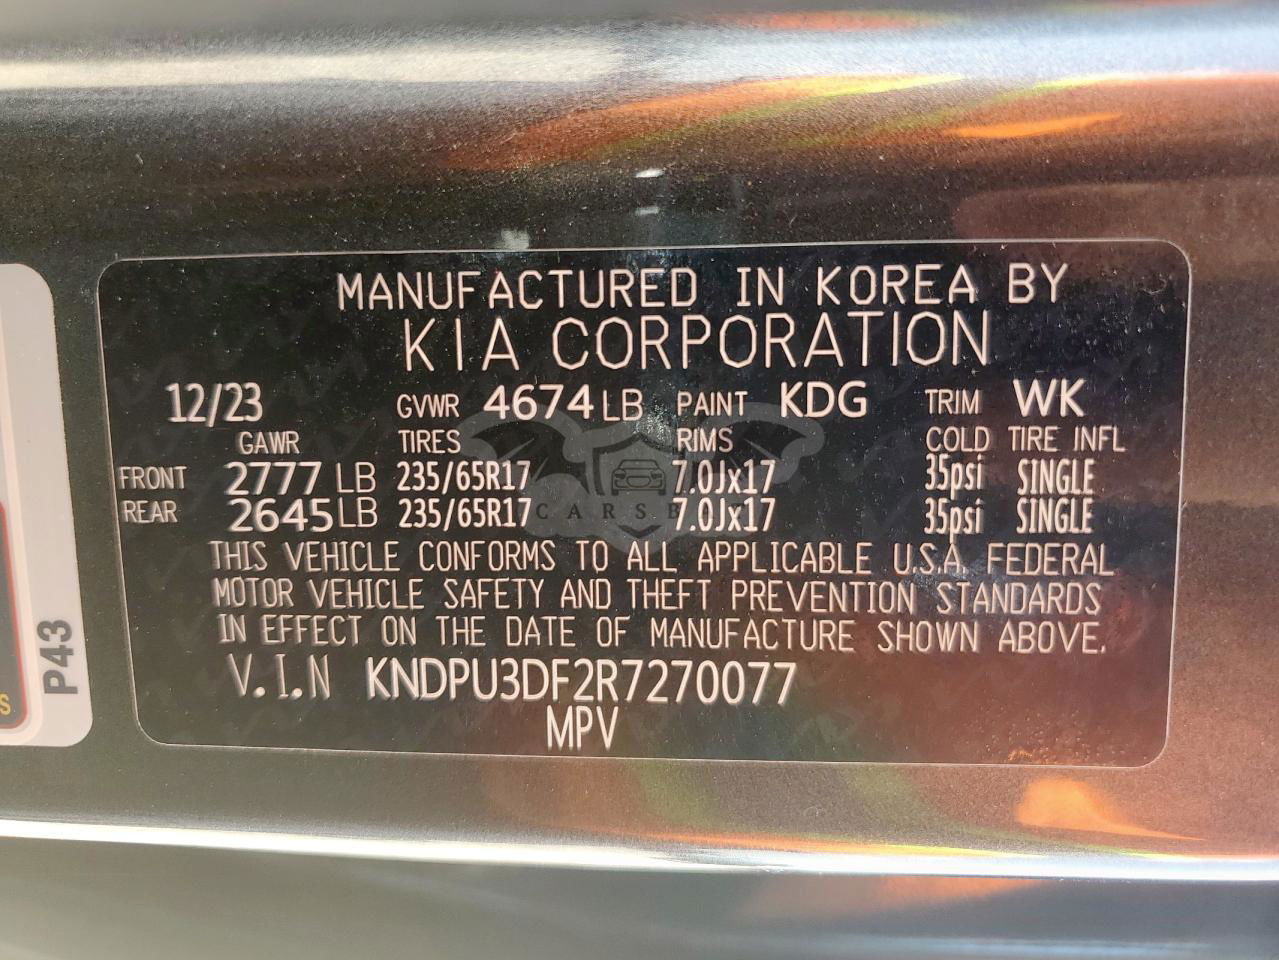 MANUFACTURED IN KOREA BY
KIA CORPORATION
12/23 GVWR 4674 LB PAINT KDG TRIM WK
GAWR TIRES RIMS COLD TIRE INFL
FRONT 2777 LB 235/65R17 7.0Jx17 35psi SINGLE
REAR 2645 LB 235/65R17 7.0Jx17 35psi SINGLE
THIS VEHICLE CONFORMS TO ALL APPLICABLE U.S.A. FEDERAL
MOTOR VEHICLE SAFETY AND THEFT PREVENTION STANDARDS
IN EFFECT ON THE DATE OF MANUFACTURE SHOWN ABOVE.
V.I.N KNDPU3DF2R7270077
MPV
P43